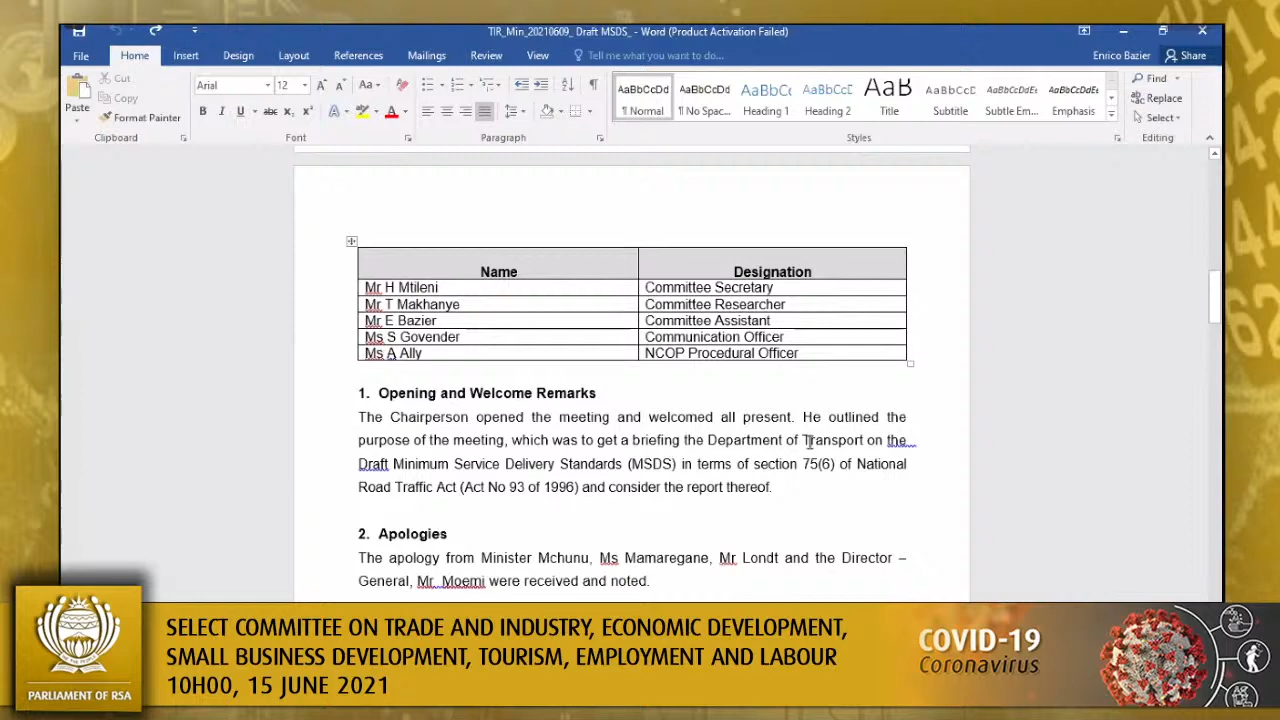 TIR_Min_20210609_ Draft MSDS_ - Word (Product Activation Failed)
File Home Insert Design Layout References Mailings Review View Tell me what you want to do... Enrico Bazier Share
Cut
Copy
Format Painter
Paste
Clipboard
Arial 12
Font
Paragraph
AaBbCcDd AaBbCcDd AaBbCc AaBbCcD AaB AaBbCcD AaBbCcDd AaBbCcDd
¶ Normal ¶ No Spac... Heading 1 Heading 2 Title Subtitle Subtle Em... Emphasis
Styles
Find
Replace
Select
Editing
Name Designation
Mr H Mtileni Committee Secretary
Mr T Makhanye Committee Researcher
Mr E Bazier Committee Assistant
Ms S Govender Communication Officer
Ms A Ally NCOP Procedural Officer
1. Opening and Welcome Remarks
The Chairperson opened the meeting and welcomed all present. He outlined the
purpose of the meeting, which was to get a briefing the Department of Transport on the
Draft Minimum Service Delivery Standards (MSDS) in terms of section 75(6) of National
Road Traffic Act (Act No 93 of 1996) and consider the report thereof.
2. Apologies
The apology from Minister Mchunu, Ms Mamaregane, Mr Londt and the Director –
General, Mr Moemi were received and noted.
PARLIAMENT OF RSA
SELECT COMMITTEE ON TRADE AND INDUSTRY, ECONOMIC DEVELOPMENT,
SMALL BUSINESS DEVELOPMENT, TOURISM, EMPLOYMENT AND LABOUR
10H00, 15 JUNE 2021
COVID-19
Coronavirus